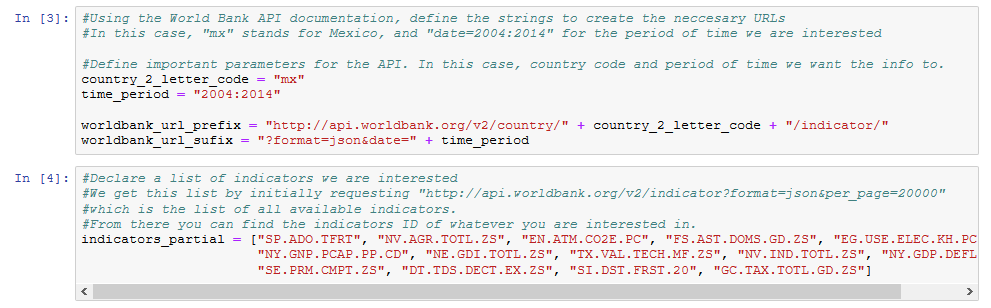 In [3]: #Using the World Bank API documentation, define the strings to create the neccesary URLs
#In this case, "mx" stands for Mexico, and "date=2004:2014" for the period of time we are interested
#Define important parameters for the API. In this case, country code and period of time we want the info to.
country_2_letter_code = "mx"
time_period = "2004:2014"
worldbank_url_prefix = "http://api.worldbank.org/v2/country/" + country_2_letter_code + "/indicator/"
worldbank_url_sufix = "?format=json&date=" + time_period
In [4]: #Declare a list of indicators we are interested
#We get this list by initially requesting "http://api.worldbank.org/v2/indicator?format=json&per_page=20000"
#which is the list of all available indicators.
#From there you can find the indicators ID of whatever you are interested in.
indicators_partial = ["SP.ADO.TFRT", "NV.AGR.TOTL.ZS", "EN.ATM.CO2E.PC", "FS.AST.DOMS.GD.ZS", "EG.USE.ELEC.KH.PC
"NY.GNP.PCAP.PP.CD", "NE.GDI.TOTL.ZS", "TX.VAL.TECH.MF.ZS", "NV.IND.TOTL.ZS", "NY.GDP.DEFL
"SE.PRM.CMPT.ZS", "DT.TDS.DECT.EX.ZS", "SI.DST.FRST.20", "GC.TAX.TOTL.GD.ZS"]